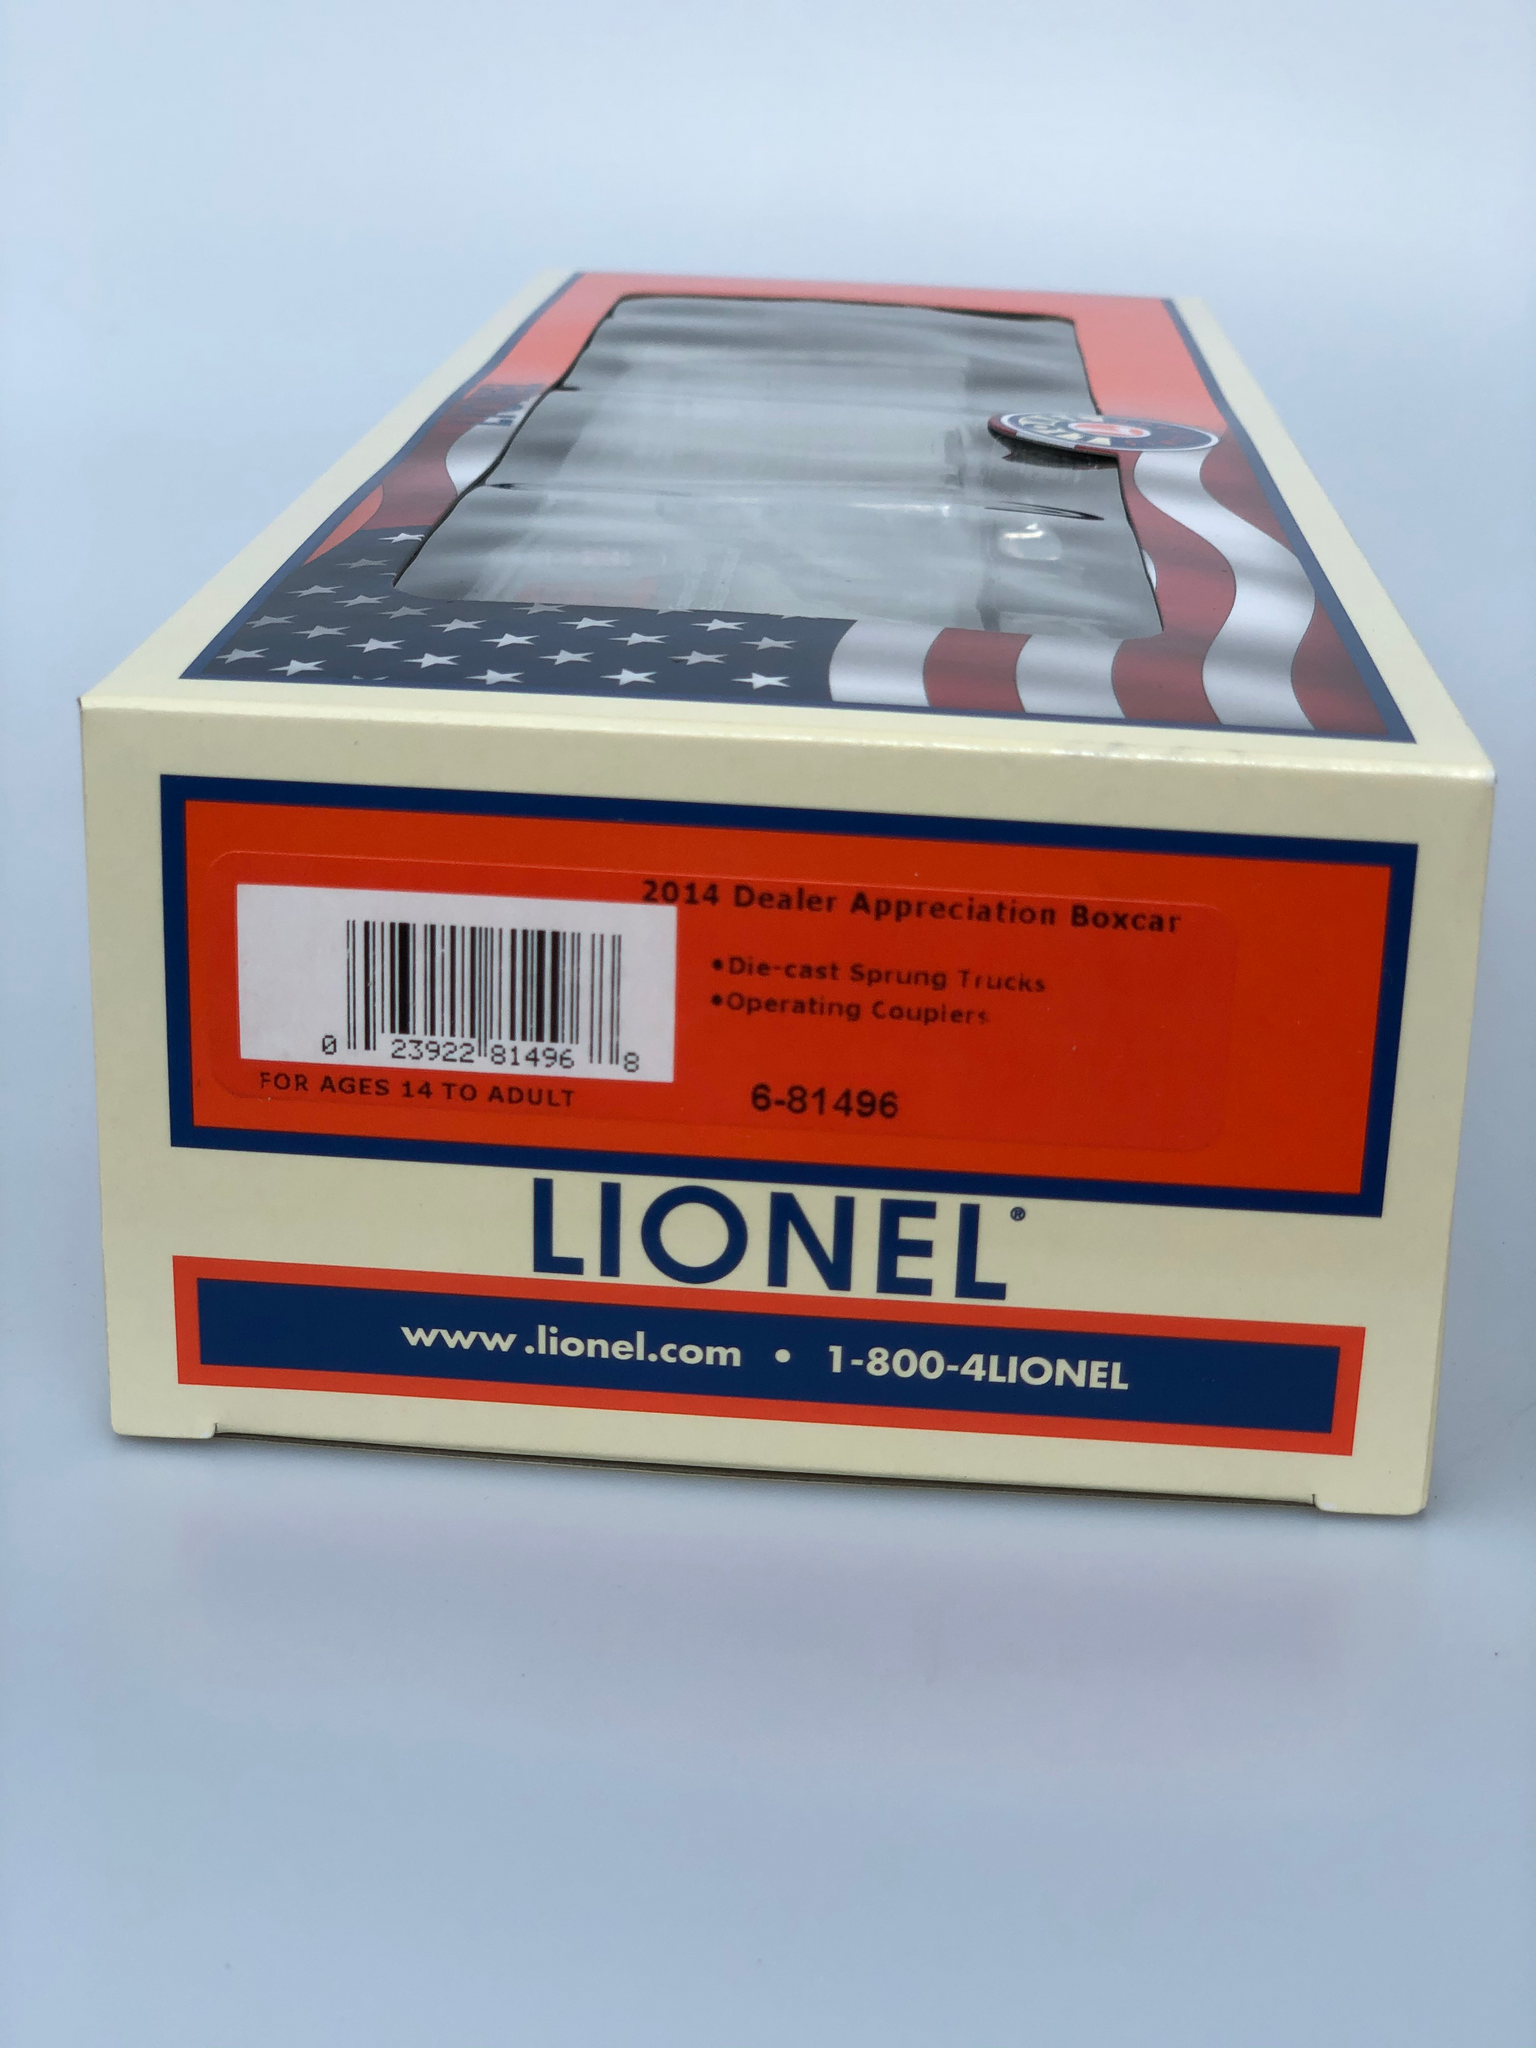 2014 Dealer Appreciation Boxcar
•Die-cast Sprung Trucks
•Operating Couplers
0 23922 81496 8
FOR AGES 14 TO ADULT
6-81496
LIONEL®
www.lionel.com • 1-800-4LIONEL